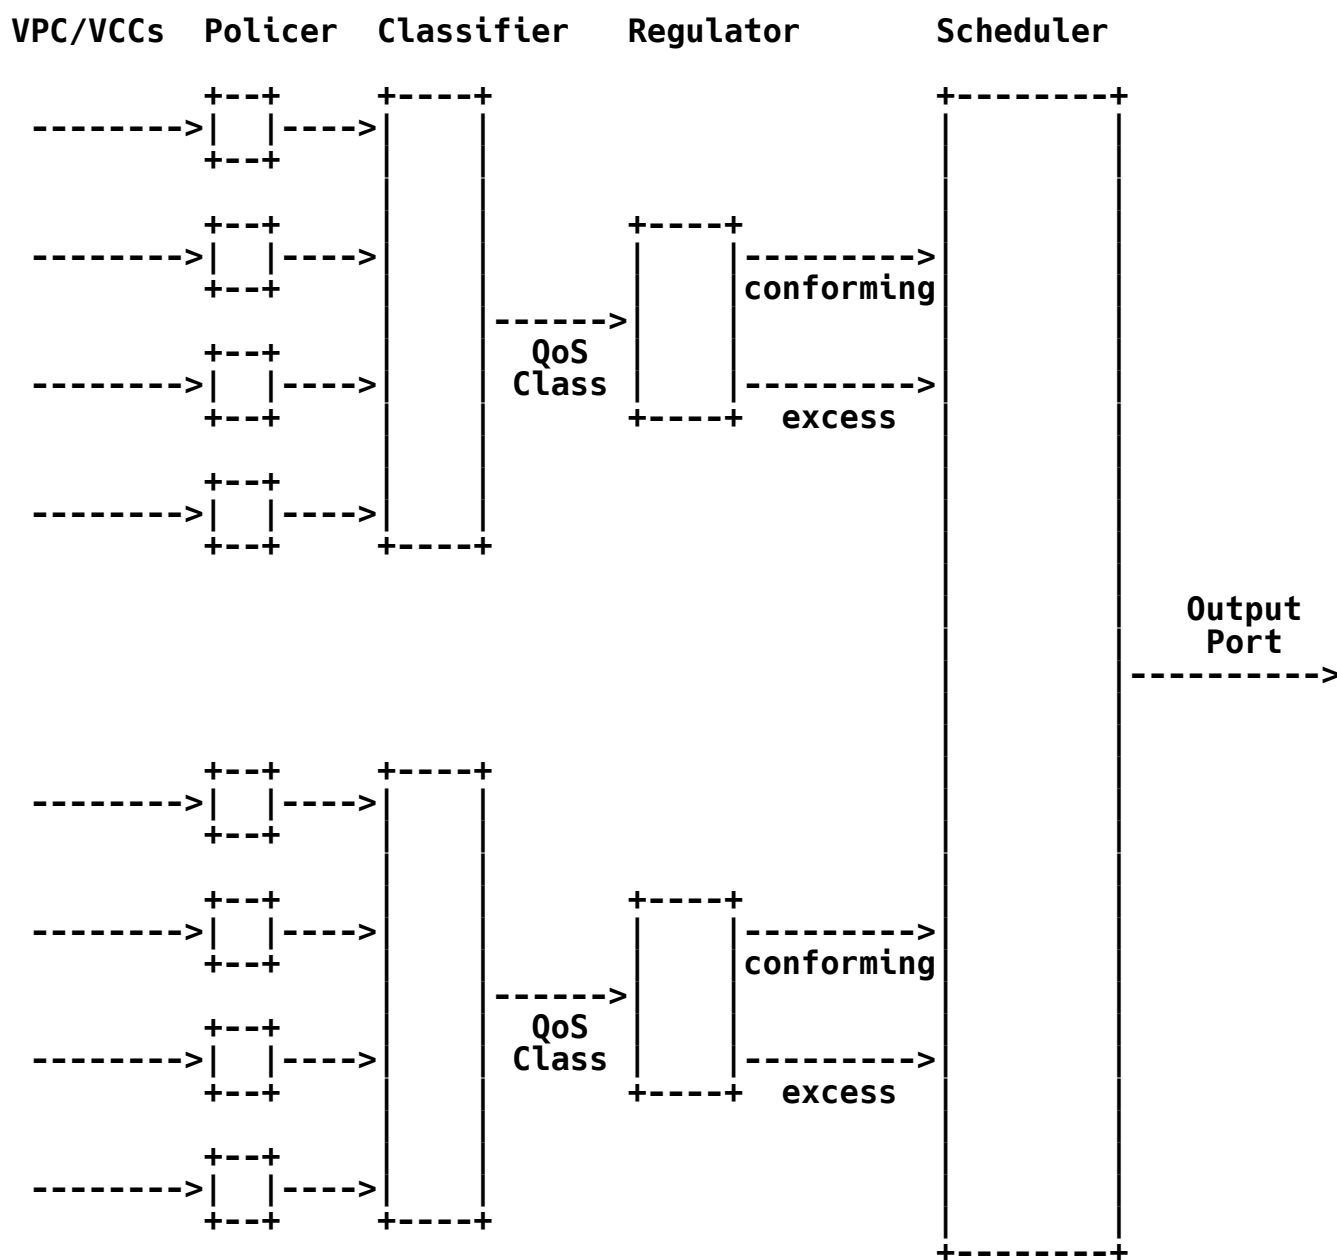 VPC/VCCs  Policer  Classifier   Regulator       Scheduler
conforming
QoS
Class
excess
Output
Port
conforming
QoS
Class
excess